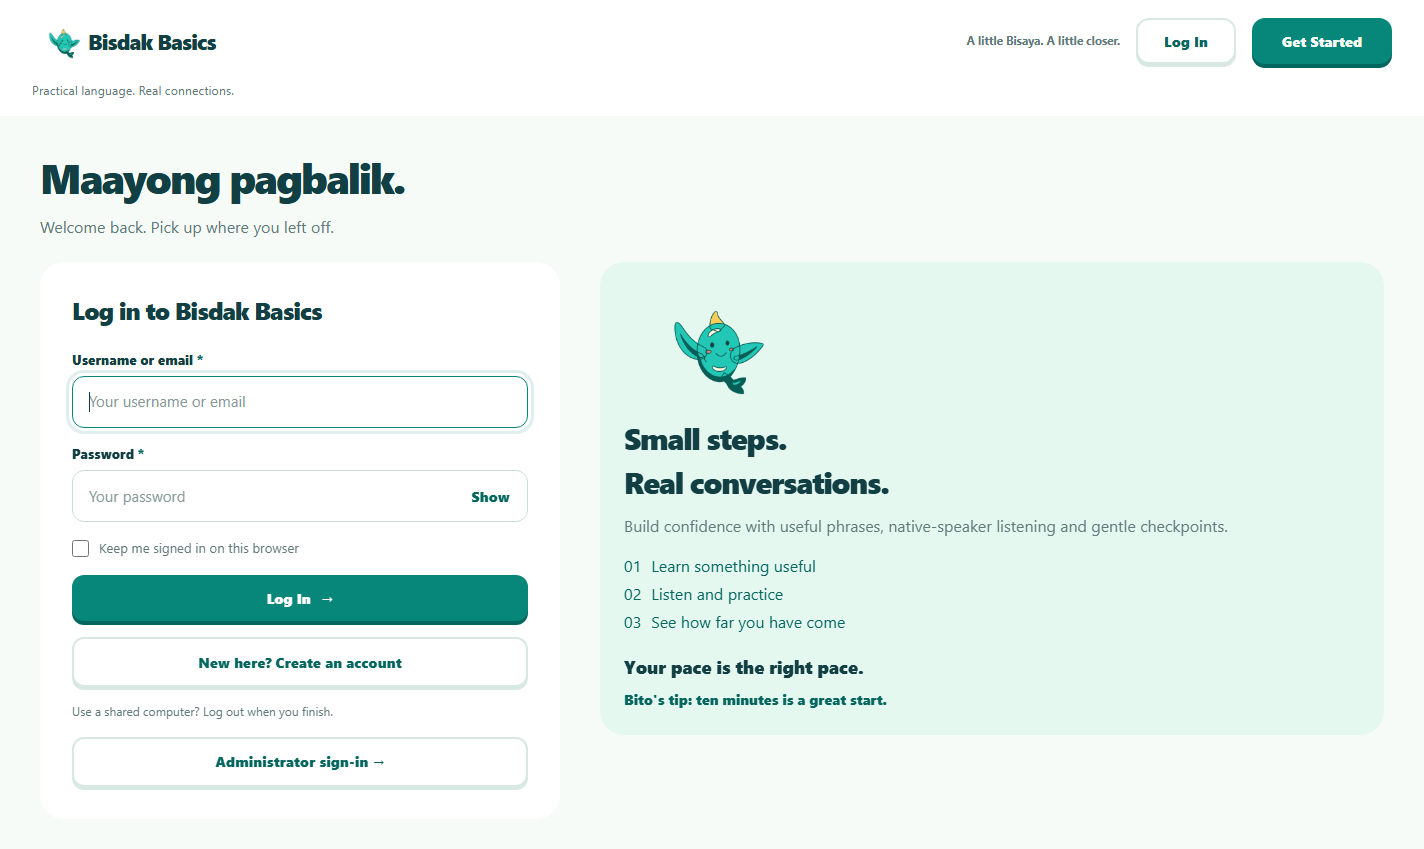 Bisdak Basics
A little Bisaya. A little closer.
Log In
Get Started
Practical language. Real connections.
Maayong pagbalik.
Welcome back. Pick up where you left off.
Log in to Bisdak Basics
Username or email *
Your username or email
Password *
Your password
Show
Keep me signed in on this browser
Log In →
New here? Create an account
Use a shared computer? Log out when you finish.
Administrator sign-in →
Small steps.
Real conversations.
Build confidence with useful phrases, native-speaker listening and gentle checkpoints.
01 Learn something useful
02 Listen and practice
03 See how far you have come
Your pace is the right pace.
Bito's tip: ten minutes is a great start.